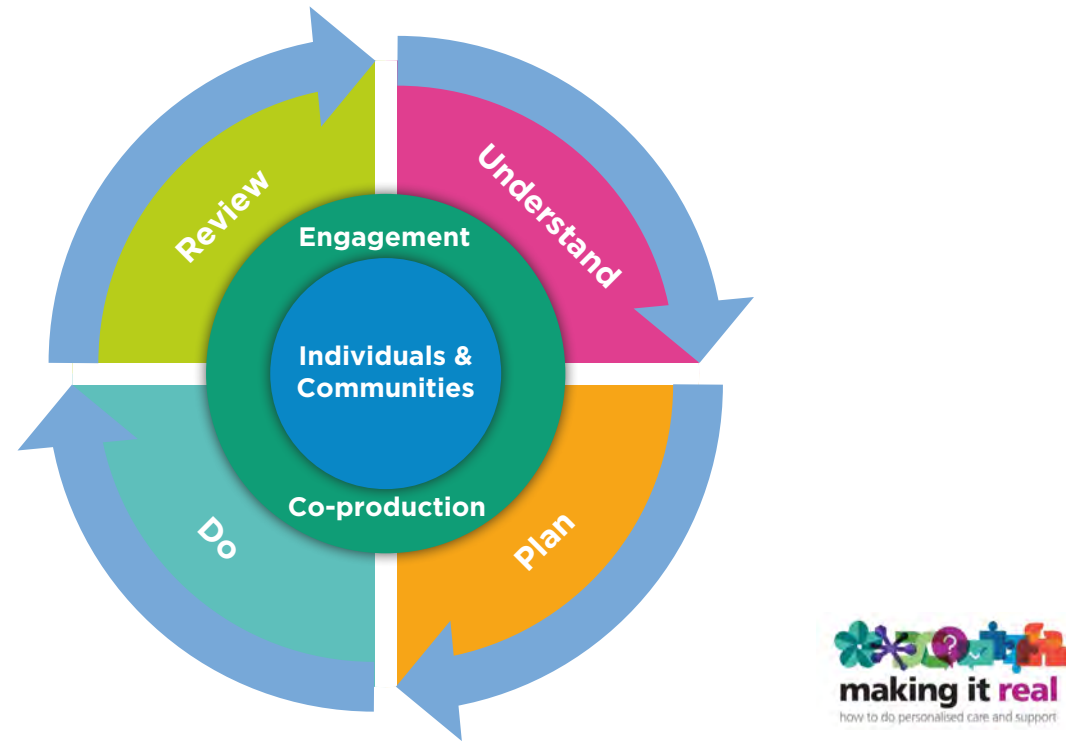 Review
Understand
Engagement
Individuals &
Communities
Co-production
Do
Plan
?
making it real
how to do personalised care and support